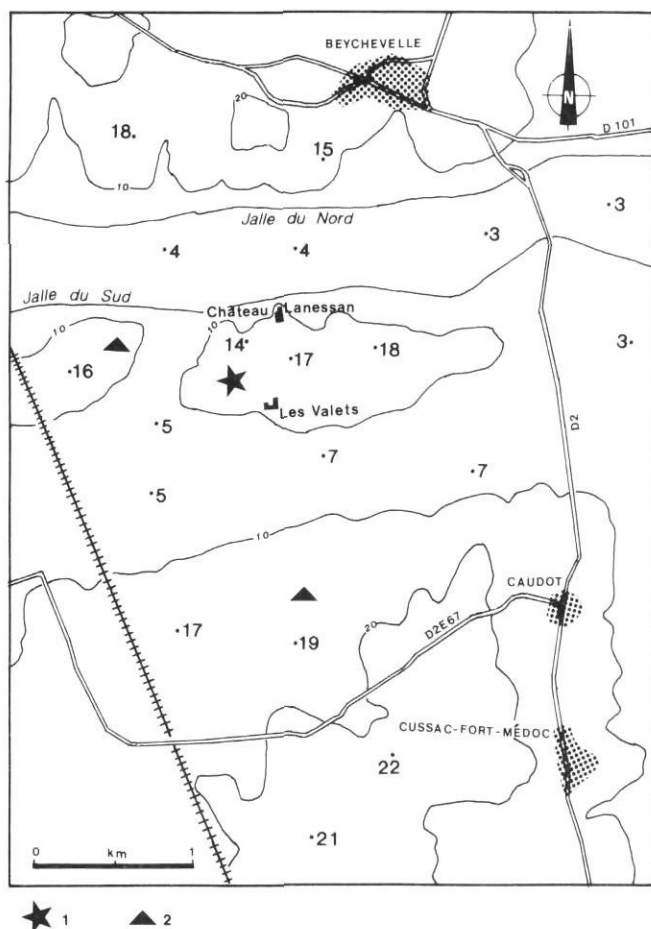 BEYCHEVELLE
N
20
D 101
18
15
10
Jalle du Nord
3
3
4
4
Jalle du Sud
Château Lanessan
10
10
14
17
18
3
16
Les Valets
5
D2
7
7
5
10
CAUDOT
20
D2E67
17
19
CUSSAC-FORT-MÉDOC
22
21
0 km 1
1 2